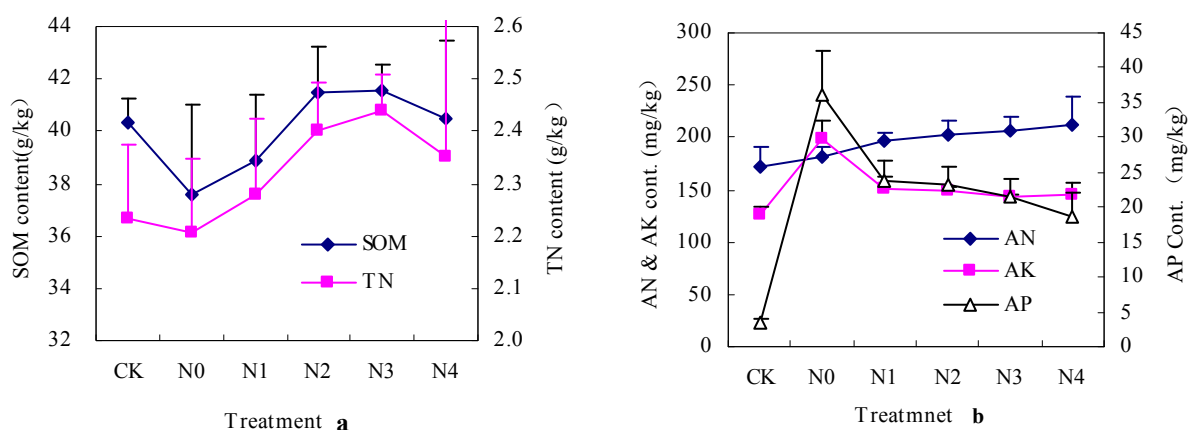 44
42
40
38
36
34
32
SOM content(g/kg)
2.6
2.5
2.4
2.3
2.2
2.1
2.0
TN content (g/kg)
SOM
TN
CK N0 N1 N2 N3 N4
Treatment a
300
250
200
150
100
50
0
AN & AK cont. (mg/kg)
45
40
35
30
25
20
15
10
5
0
AP Cont. (mg/kg)
AN
AK
AP
CK N0 N1 N2 N3 N4
Treatmnet b